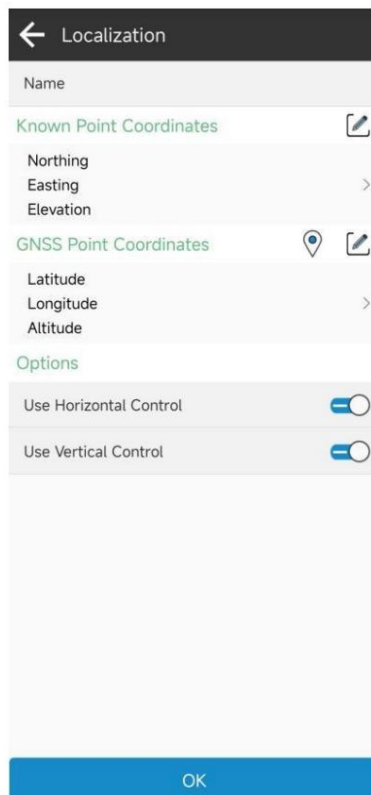 Localization
Name
Known Point Coordinates
Northing
Easting
Elevation
GNSS Point Coordinates
Latitude
Longitude
Altitude
Options
Use Horizontal Control
Use Vertical Control
OK